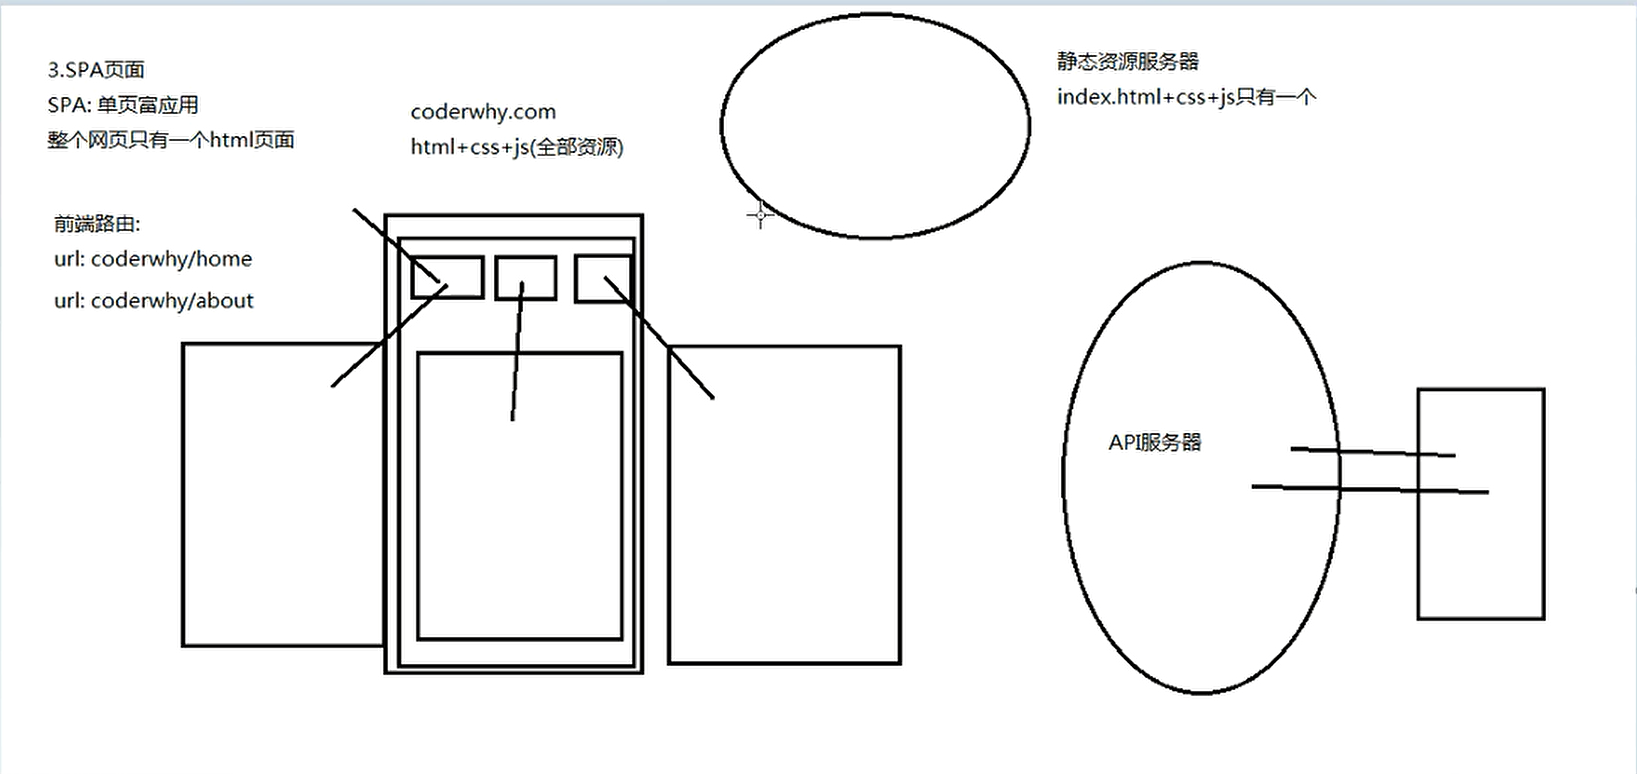 3.SPA页面
SPA: 单页富应用
整个网页只有一个html页面
前端路由:
url: coderwhy/home
url: coderwhy/about
coderwhy.com
html+css+js(全部资源)
静态资源服务器
index.html+css+js只有一个
API服务器